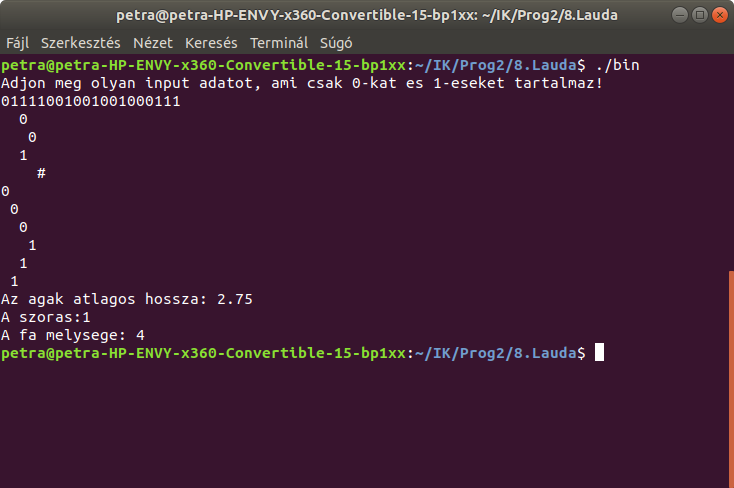 petra@petra-HP-ENVY-x360-Convertible-15-bp1xx: ~/IK/Prog2/8.Lauda
Fájl Szerkesztés Nézet Keresés Terminál Súgó
petra@petra-HP-ENVY-x360-Convertible-15-bp1xx:~/IK/Prog2/8.Lauda$ ./bin
Adjon meg olyan input adatot, ami csak 0-kat es 1-eseket tartalmaz!
01111001001001000111
  0
   0
  1
    #
0
 0
  0
   1
  1
 1
Az agak atlagos hossza: 2.75
A szoras:1
A fa melysege: 4
petra@petra-HP-ENVY-x360-Convertible-15-bp1xx:~/IK/Prog2/8.Lauda$